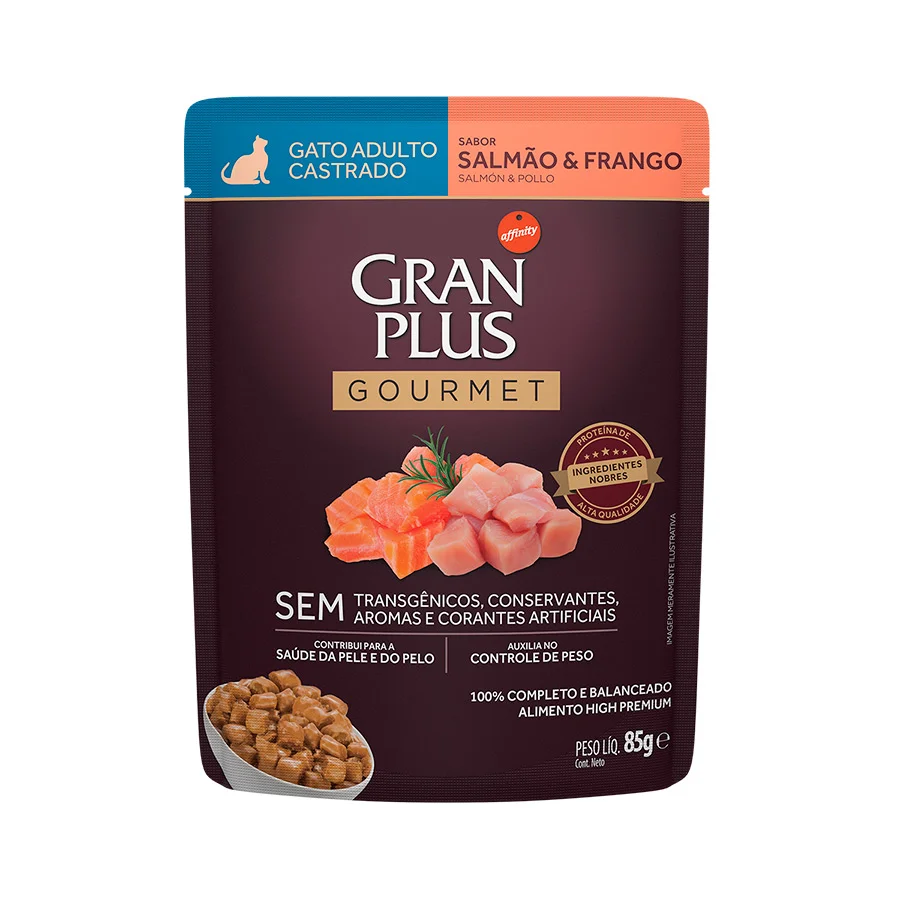 GATO ADULTO
CASTRADO
SABOR
SALMÃO & FRANGO
SALMÓN & POLLO
affinity
GRAN
PLUS
GOURMET
PROTEÍNA DE
INGREDIENTES
NOBRES
ALTA QUALIDADE
IMAGEM MERAMENTE ILUSTRATIVA
SEM TRANSGÊNICOS, CONSERVANTES,
AROMAS E CORANTES ARTIFICIAIS
CONTRIBUI PARA A
SAÚDE DA PELE E DO PELO
AUXILIA NO
CONTROLE DE PESO
100% COMPLETO E BALANCEADO
ALIMENTO HIGH PREMIUM
PESO LÍQ. 85g e
Cont. Neto